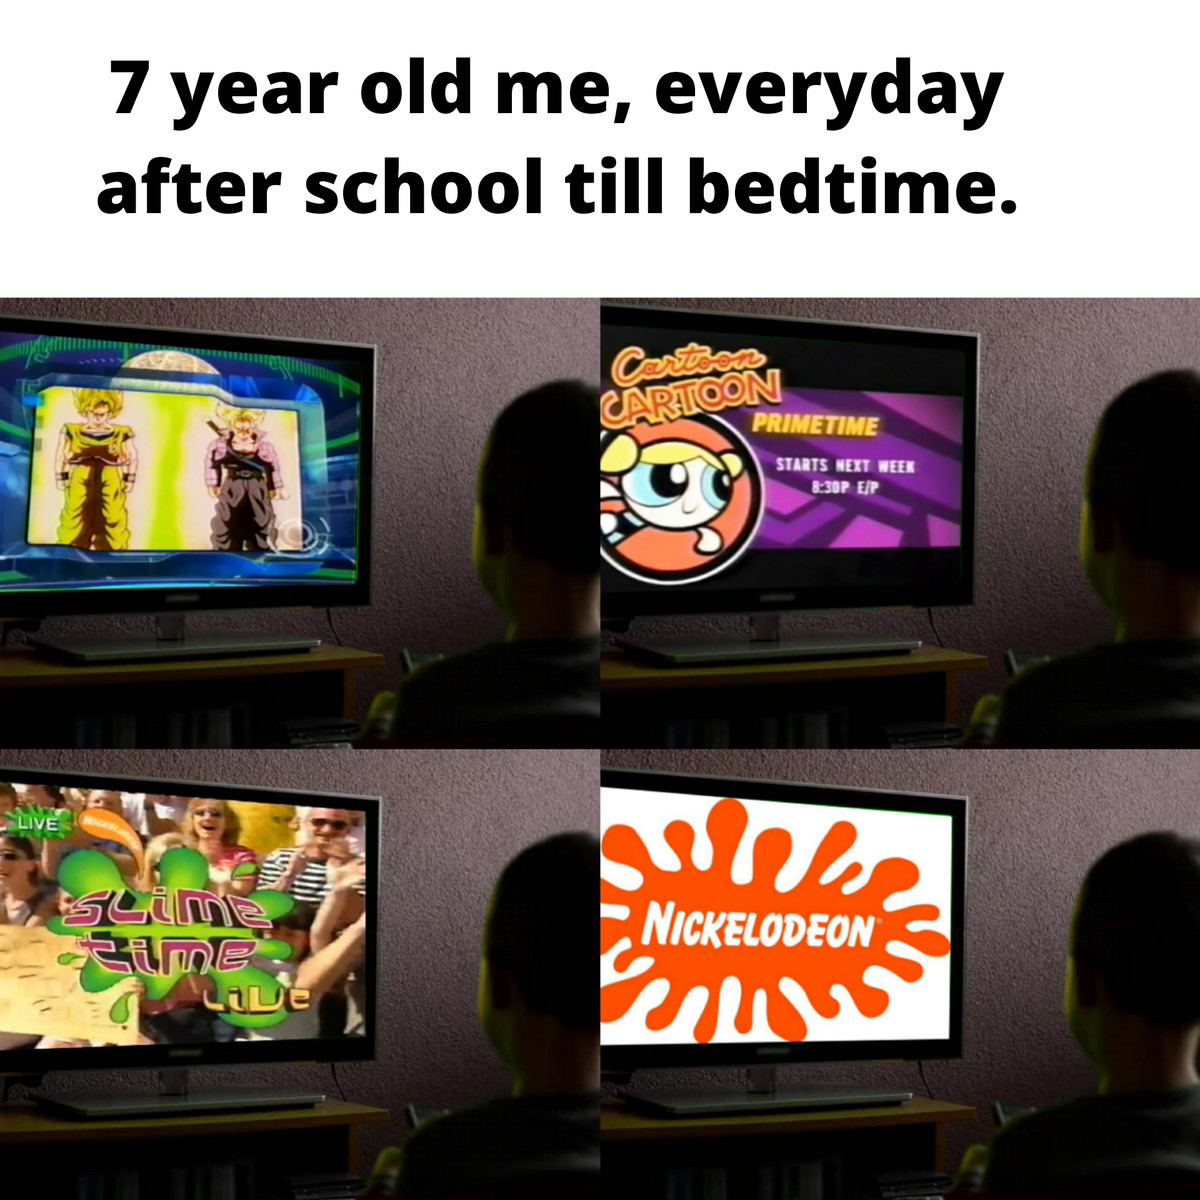 7 year old me, everyday
after school till bedtime.
Cartoon
CARTOON
PRIMETIME
STARTS NEXT WEEK
8:30P E/P
LIVE
NICKELODEON
SLIME
TIME
LIVE
NICKELODEON